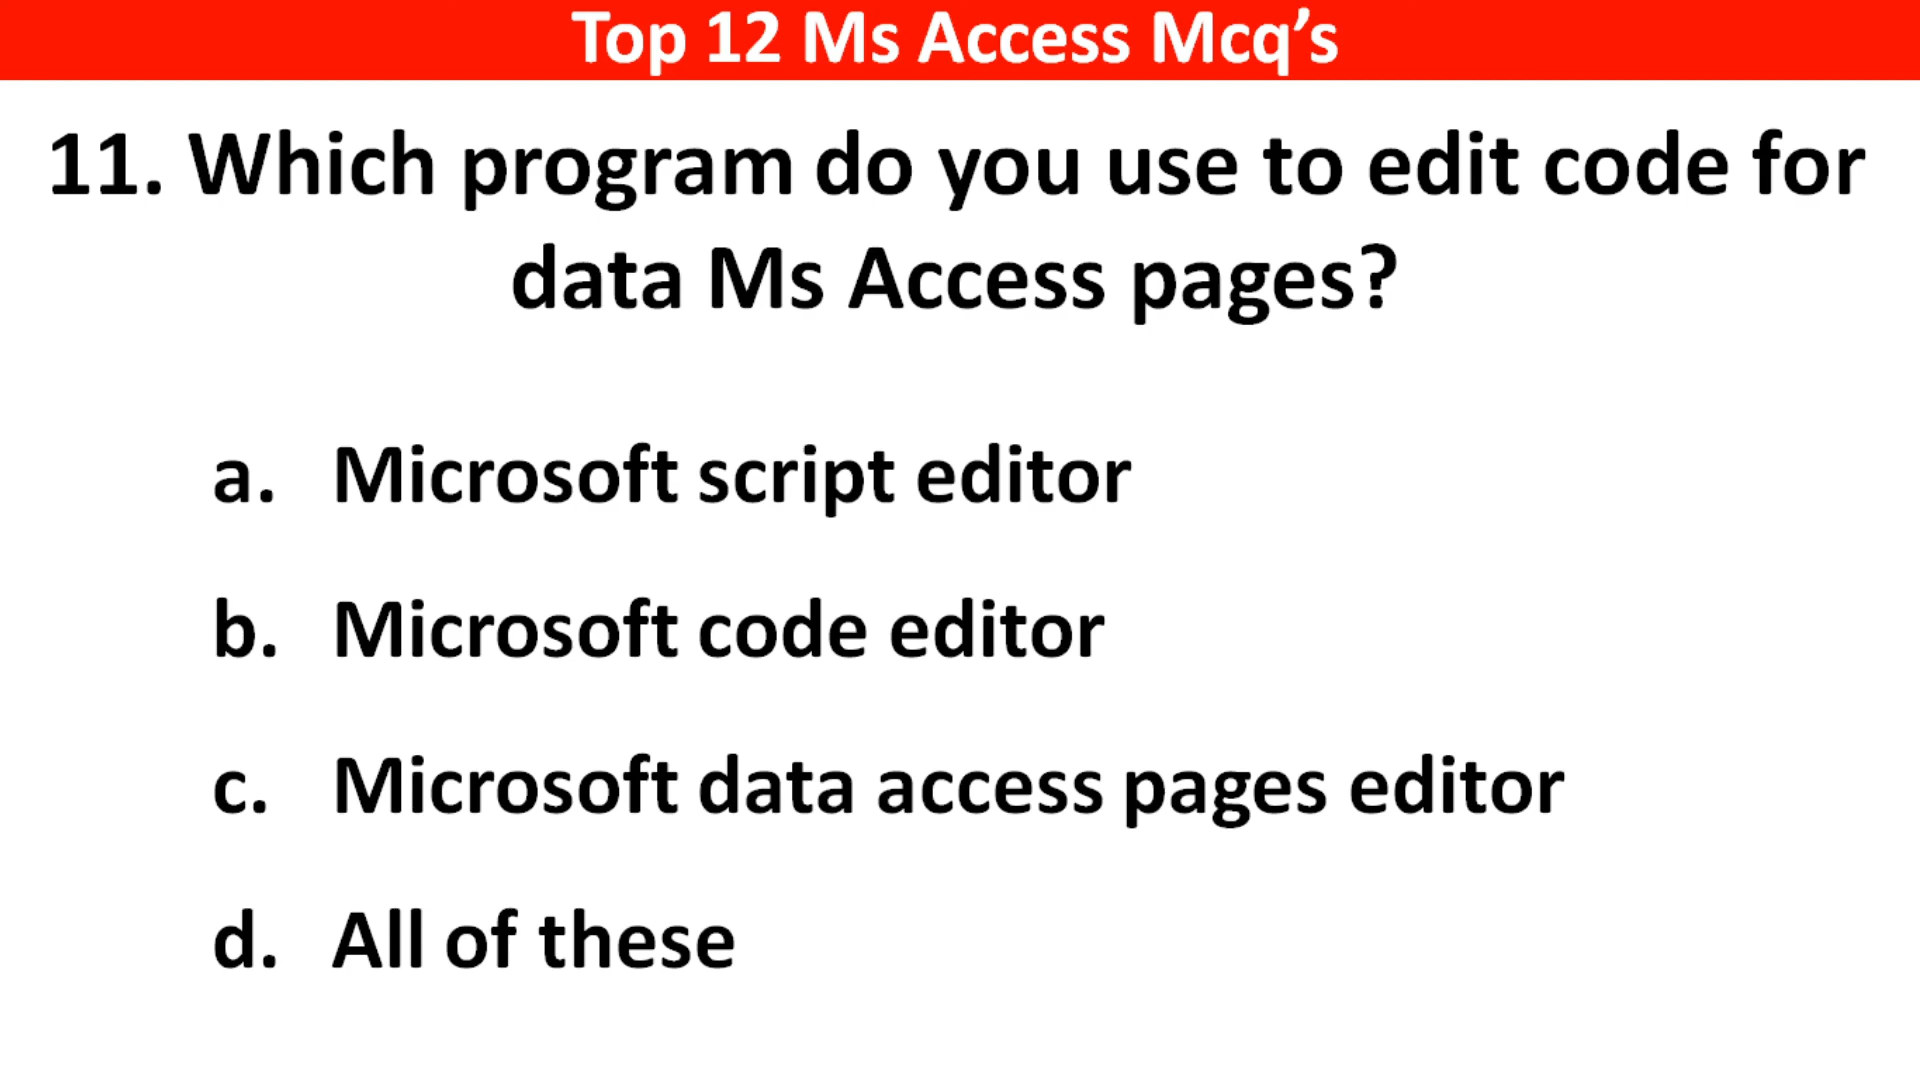 Top 12 Ms Access Mcq’s
11. Which program do you use to edit code for
data Ms Access pages?
a. Microsoft script editor
b. Microsoft code editor
c. Microsoft data access pages editor
d. All of these